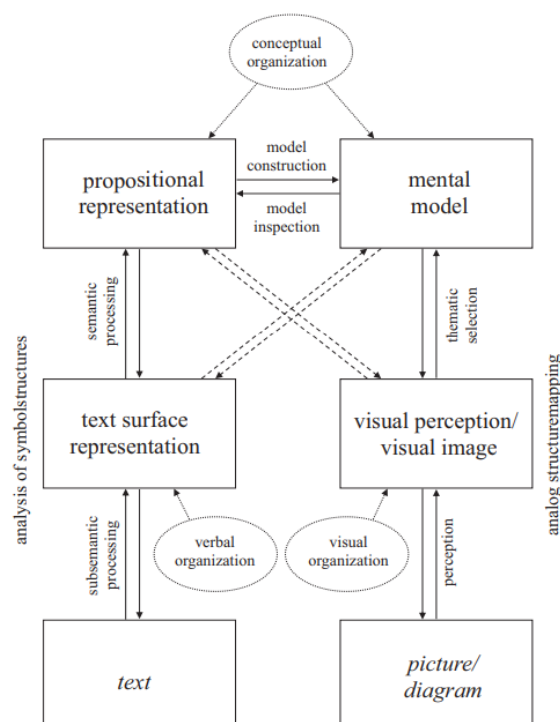 conceptual
organization
propositional
representation
model
construction
model
inspection
mental
model
semantic
processing
thematic
selection
analysis of symbolstructures
text surface
representation
visual perception/
visual image
analog structuremapping
subsemantic
processing
verbal
organization
visual
organization
perception
text
picture/
diagram